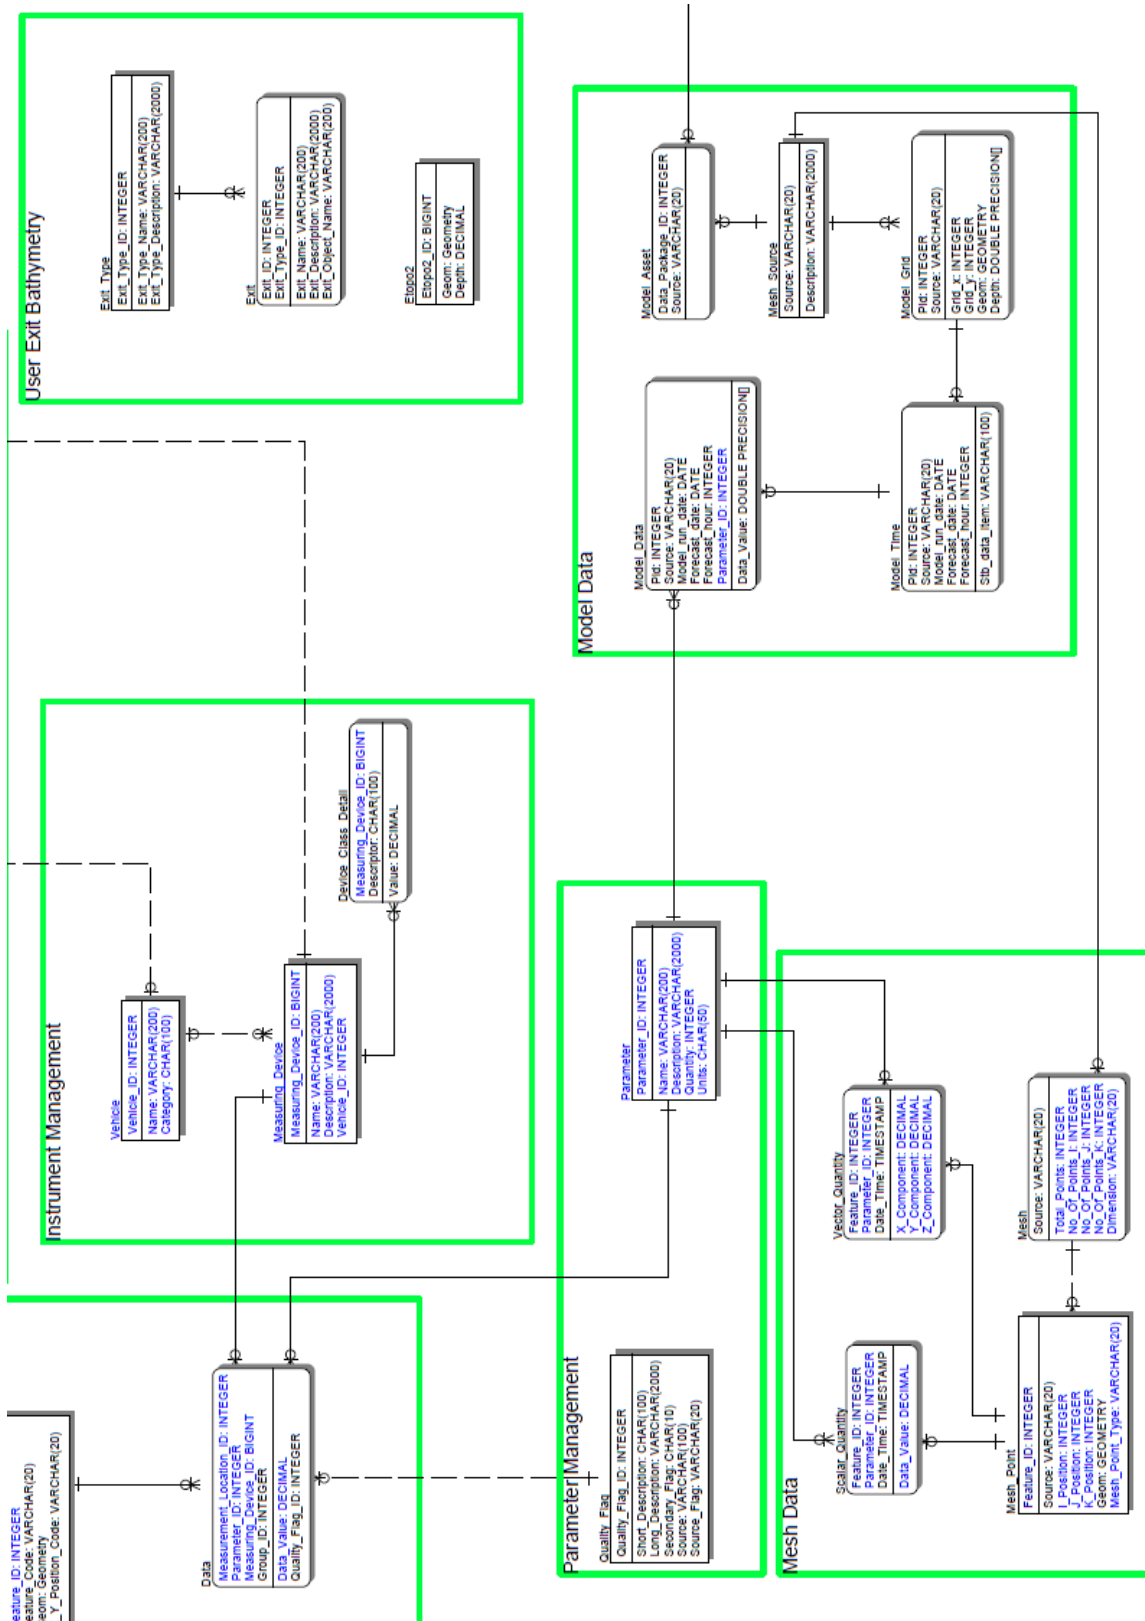 User Exit Bathymetry
Exit_Type
Exit_Type_ID: INTEGER
Exit_Type_Name: VARCHAR(200)
Exit_Type_Description: VARCHAR(2000)
Exit
Exit_ID: INTEGER
Exit_Type_ID: INTEGER
Exit_Name: VARCHAR(200)
Exit_Description: VARCHAR(2000)
Exit_Object_Name: VARCHAR(200)
Etopo2
Etopo2_ID: BIGINT
Geom: Geometry
Depth: DECIMAL
Model Data
Model_Asset
Data_Package_ID: INTEGER
Source: VARCHAR(20)
Mesh_Source
Source: VARCHAR(20)
Description: VARCHAR(2000)
Model_Grid
Pid: INTEGER
Source: VARCHAR(20)
Grid_x: INTEGER
Grid_y: INTEGER
Geom: GEOMETRY
Depth: DOUBLE PRECISION[]
Model_Data
Pid: INTEGER
Source: VARCHAR(20)
Model_run_date: DATE
Forecast_date: DATE
Forecast_hour: INTEGER
Parameter_ID: INTEGER
Data_Value: DOUBLE PRECISION[]
Model_Time
Pid: INTEGER
Source: VARCHAR(20)
Model_run_date: DATE
Forecast_date: DATE
Forecast_hour: INTEGER
Stb_data_item: VARCHAR(100)
Instrument Management
Vehicle
Vehicle_ID: INTEGER
Name: VARCHAR(200)
Category: CHAR(100)
Measuring_Device
Measuring_Device_ID: BIGINT
Name: VARCHAR(200)
Description: VARCHAR(2000)
Vehicle_ID: INTEGER
Device_Class_Detail
Measuring_Device_ID: BIGINT
Descriptor: CHAR(100)
Value: DECIMAL
Parameter Management
Parameter
Parameter_ID: INTEGER
Name: VARCHAR(200)
Description: VARCHAR(2000)
Quantity: INTEGER
Units: CHAR(50)
Quality_Flag
Quality_Flag_ID: INTEGER
Short_Description: CHAR(100)
Long_Description: VARCHAR(2000)
Secondary_Flag: CHAR(10)
Source: VARCHAR(100)
Source_Flag: VARCHAR(20)
Mesh Data
Vector_Quantity
Feature_ID: INTEGER
Parameter_ID: INTEGER
Date_Time: TIMESTAMP
X_Component: DECIMAL
Y_Component: DECIMAL
Z_Component: DECIMAL
Mesh
Source: VARCHAR(20)
Total_Points: INTEGER
No_Of_Points_I: INTEGER
No_Of_Points_J: INTEGER
No_Of_Points_K: INTEGER
Dimension: VARCHAR(20)
Scalar_Quantity
Feature_ID: INTEGER
Parameter_ID: INTEGER
Date_Time: TIMESTAMP
Data_Value: DECIMAL
Mesh_Point
Feature_ID: INTEGER
Source: VARCHAR(20)
I_Position: INTEGER
J_Position: INTEGER
K_Position: INTEGER
Geom: GEOMETRY
Mesh_Point_Type: VARCHAR(20)
eature_ID: INTEGER
eature_Code: VARCHAR(20)
eom: Geometry
_Y_Position_Code: VARCHAR(20)
Data
Measurement_Location_ID: INTEGER
Parameter_ID: INTEGER
Measuring_Device_ID: BIGINT
Group_ID: INTEGER
Data_Value: DECIMAL
Quality_Flag_ID: INTEGER